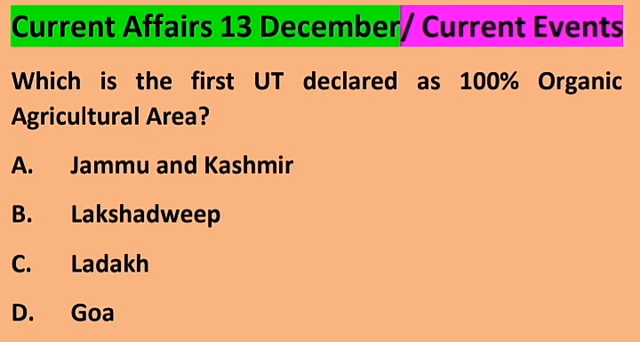 Current Affairs 13 December/ Current Events
Which is the first UT declared as 100% Organic
Agricultural Area?
A. Jammu and Kashmir
B. Lakshadweep
C. Ladakh
D. Goa